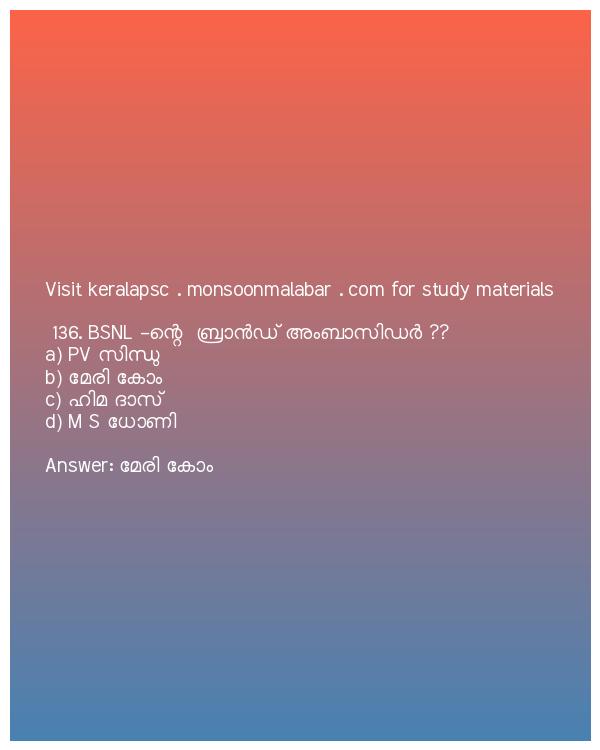 Visit keralapsc . monsoonmalabar . com for study materials
136. BSNL -ന്റെ ബ്രാൻഡ് അംബാസിഡർ ??
a) PV സിന്ധു
b) മേരി കോം
c) ഹിമ ദാസ്
d) M S ധോണി
Answer: മേരി കോം